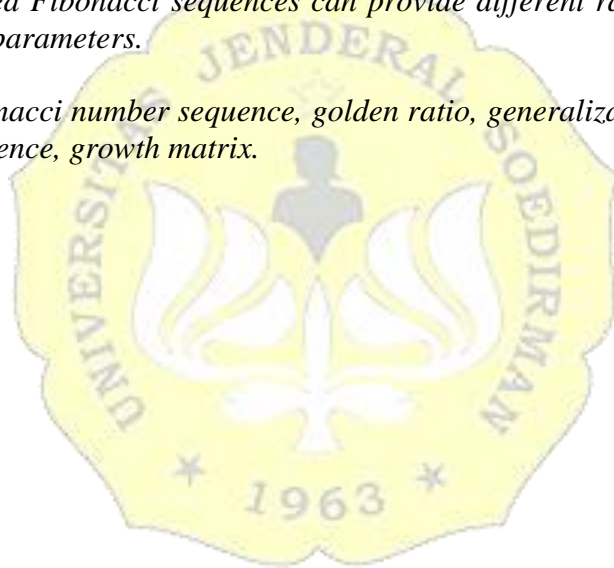 ed Fibonacci sequences can provide different ra
parameters.
nacci number sequence, golden ratio, generaliza
ence, growth matrix.
UNIVERSITAS JENDERAL SOEDIRMAN
1963